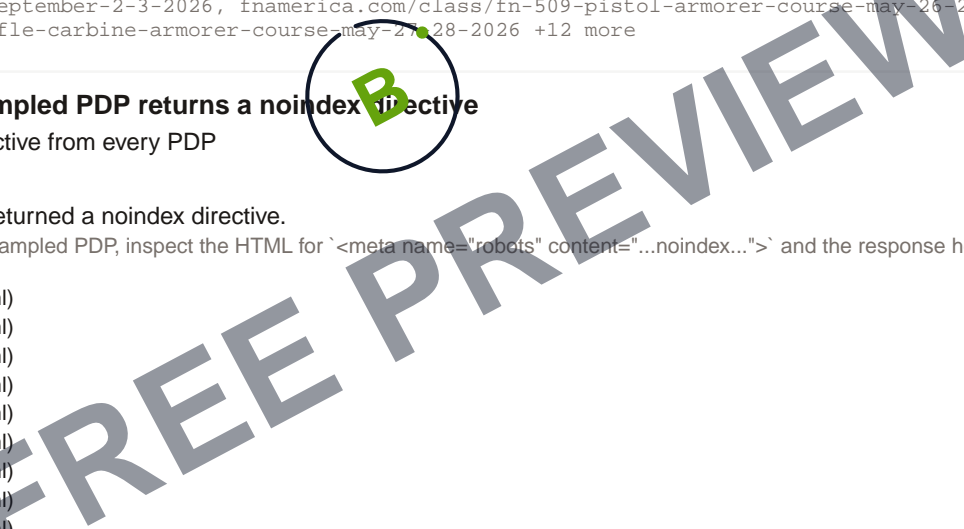 eptember-2-3-2026, fnamerica.com/class/fn-509-pistol-armorer-course-may-26-2
fle-carbine-armorer-course-may-27-28-2026 +12 more
B
mpled PDP returns a noindex directive
ctive from every PDP
eturned a noindex directive.
ampled PDP, inspect the HTML for `<meta name="robots" content="...noindex...">` and the response h
l)
l)
l)
l)
l)
l)
l)
l)
l)
FREE PREVIEW